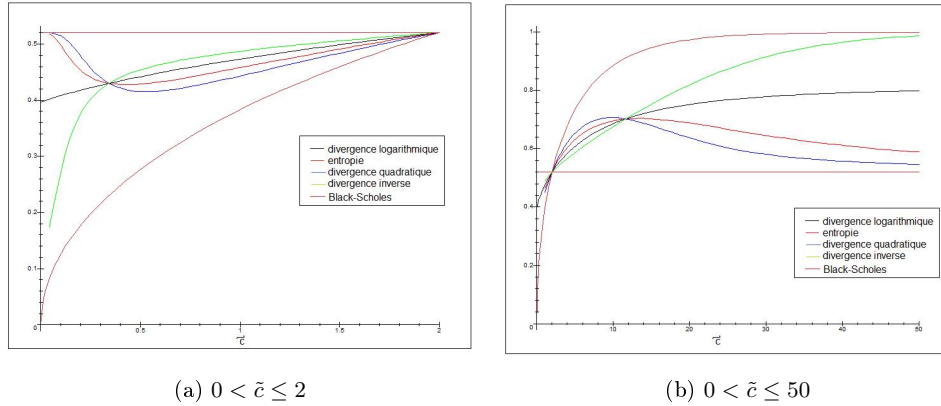 0.5
0.4
0.3
0.2
0.1
0
0.5
1
1.5
2
c̃
divergence logarithmique
entropie
divergence quadratique
divergence inverse
Black-Scholes
(a) 0 < c̃ ≤ 2
1
0.8
0.6
0.4
0.2
0
10
20
30
40
50
c̃
divergence logarithmique
entropie
divergence quadratique
divergence inverse
Black-Scholes
(b) 0 < c̃ ≤ 50